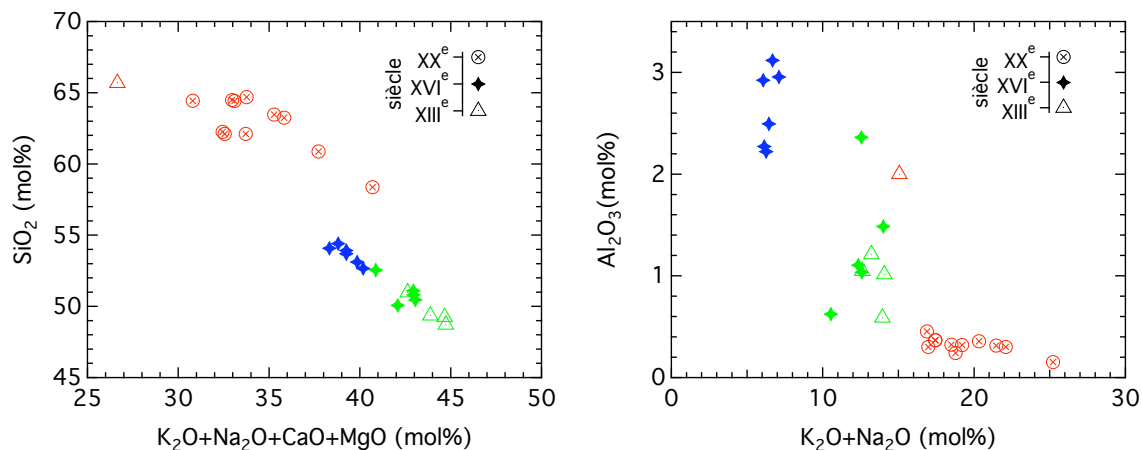 70
65
60
55
50
45
SiO2 (mol%)
25 30 35 40 45 50
K2O+Na2O+CaO+MgO (mol%)
siècle
XXe
XVIe
XIIIe
3
2
1
0
Al2O3(mol%)
0 10 20 30
K2O+Na2O (mol%)
siècle
XXe
XVIe
XIIIe